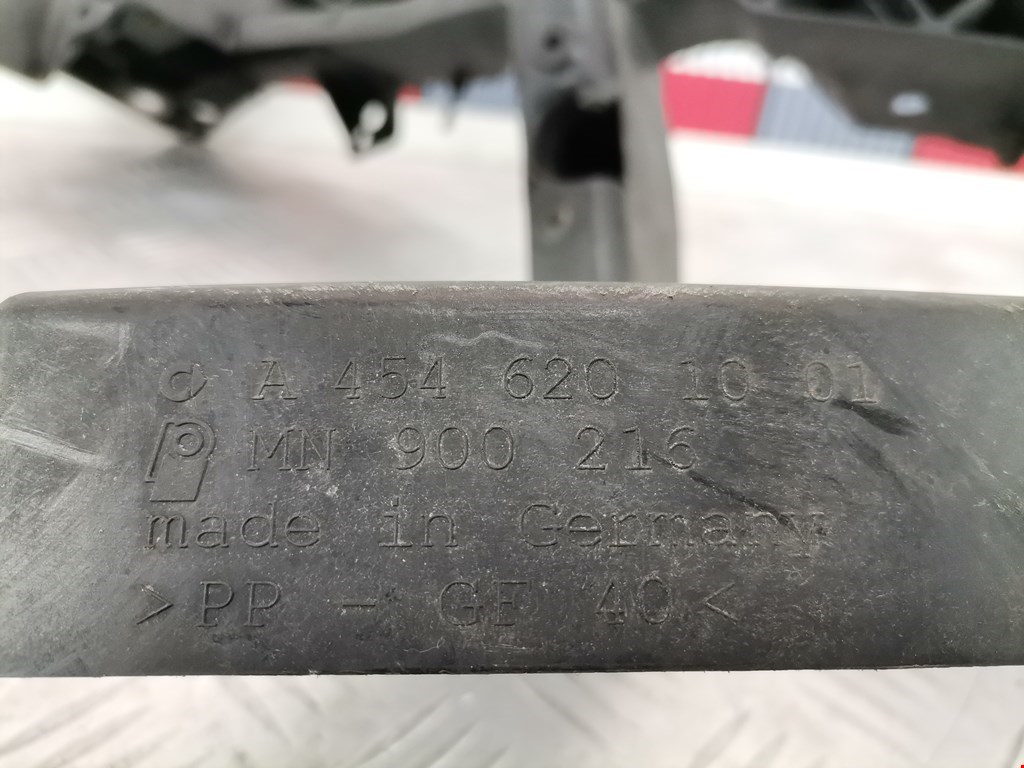 A 454 620 10 01
MN 900 216
made in Germany
>PP - GF 40<